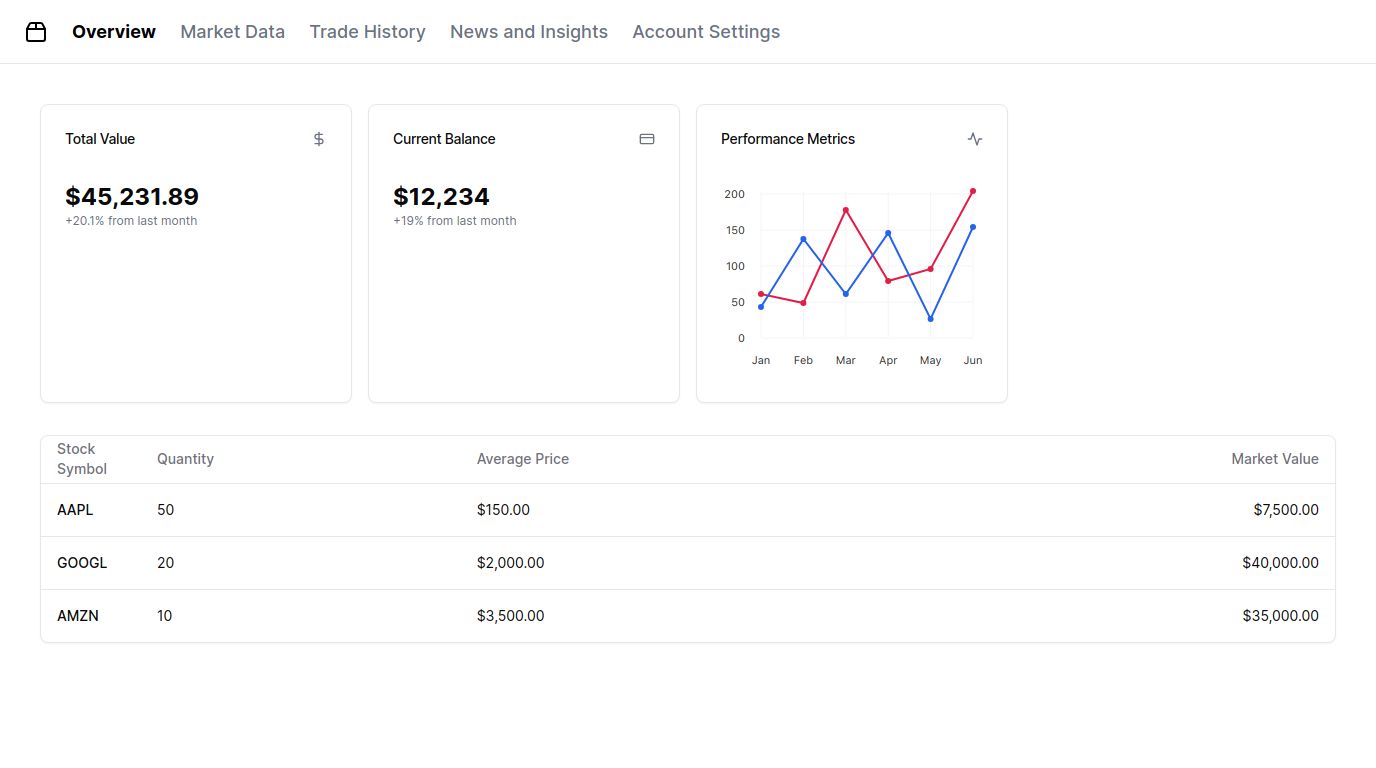 Overview Market Data Trade History News and Insights Account Settings
Total Value
$45,231.89
+20.1% from last month
Current Balance
$12,234
+19% from last month
Performance Metrics
200
150
100
50
0
Jan Feb Mar Apr May Jun
Stock
Symbol
Quantity Average Price Market Value
AAPL 50 $150.00 $7,500.00
GOOGL 20 $2,000.00 $40,000.00
AMZN 10 $3,500.00 $35,000.00